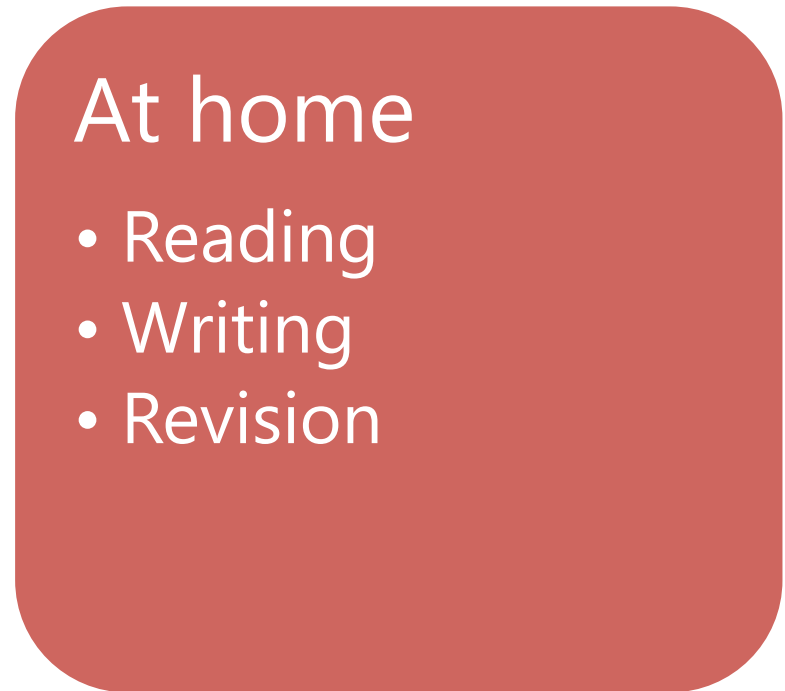 At home
• Reading
• Writing
• Revision